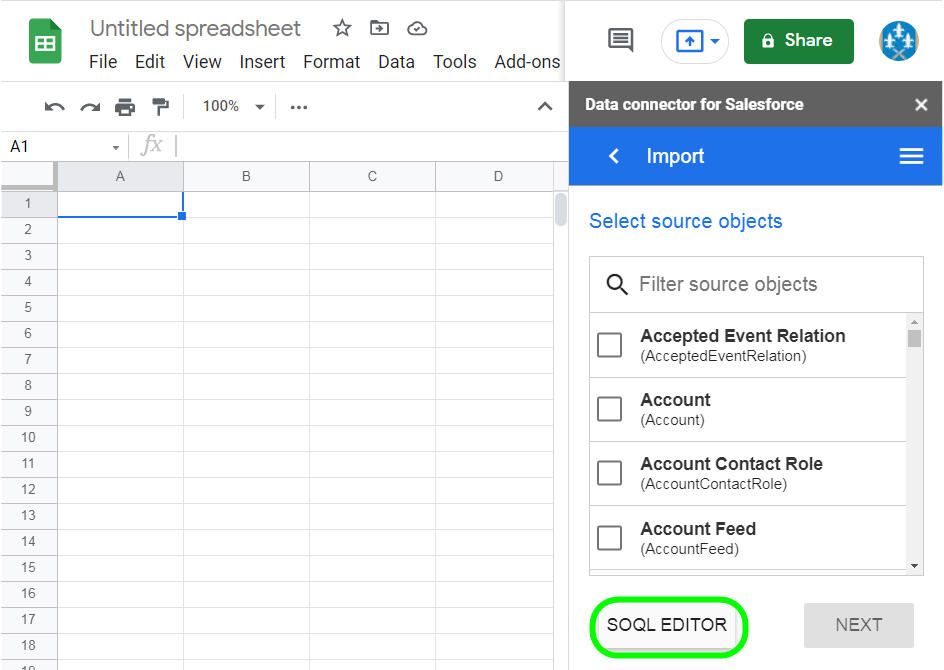 Untitled spreadsheet
File Edit View Insert Format Data Tools Add-ons
Share
100%
A1
fx
A B C D
1
2
3
4
5
6
7
8
9
10
11
12
13
14
15
16
17
18
19
Data connector for Salesforce
Import
Select source objects
Filter source objects
Accepted Event Relation
(AcceptedEventRelation)
Account
(Account)
Account Contact Role
(AccountContactRole)
Account Feed
(AccountFeed)
SOQL EDITOR
NEXT